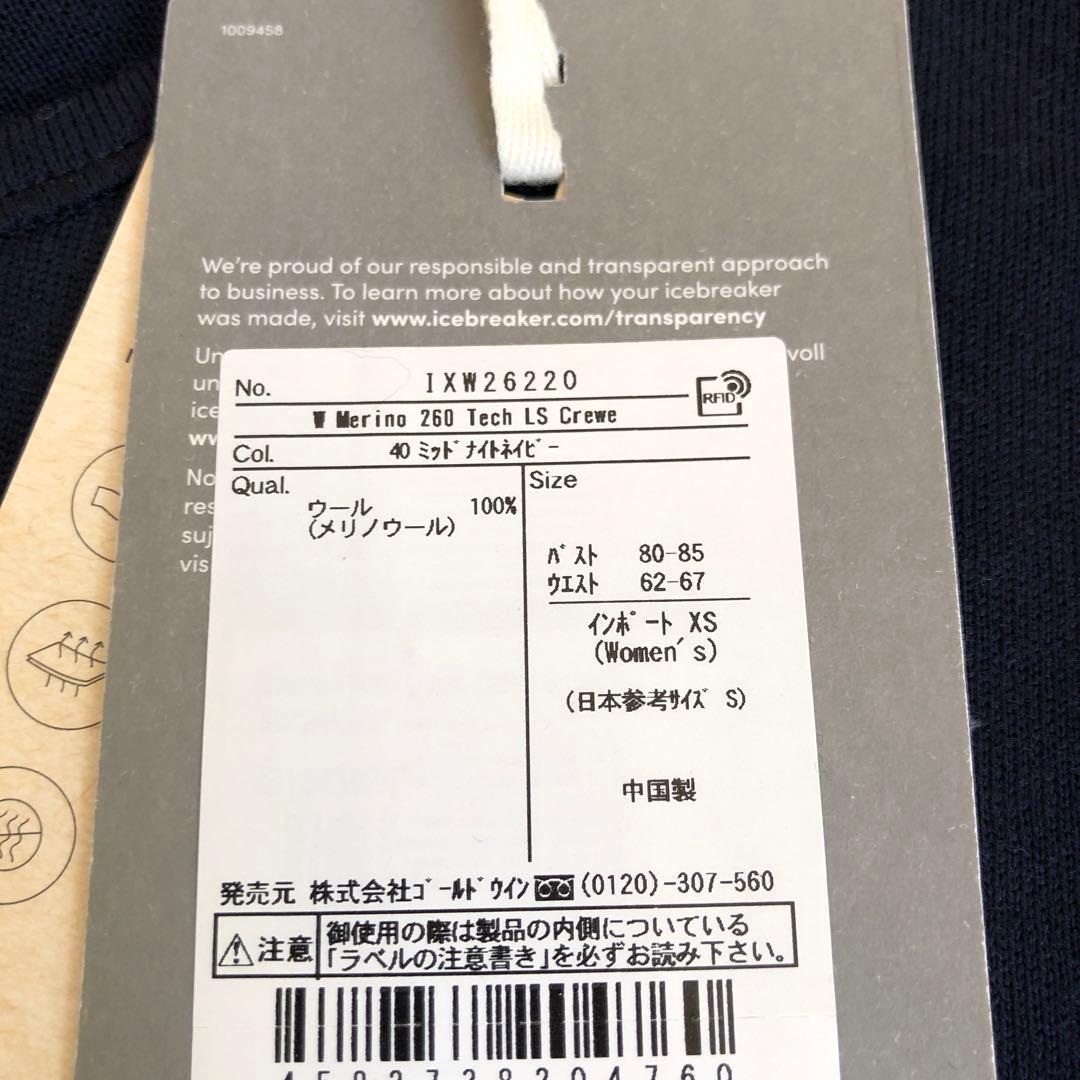 1009458
We're proud of our responsible and transparent approach
to business. To learn more about how your icebreaker
was made, visit www.icebreaker.com/transparency
No. IXW26220
RFID
W Merino 260 Tech LS Crewe
Col. 40 ミッドナイトネイビー
Qual.
ウール 100%
(メリノウール)
Size
バスト 80-85
ウエスト 62-67
インポート XS
(Women's)
(日本参考サイズ S)
中国製
発売元 株式会社ゴールドウイン (0120)-307-560
注意
御使用の際は製品の内側についている
「ラベルの注意書き」を必ずお読み下さい。